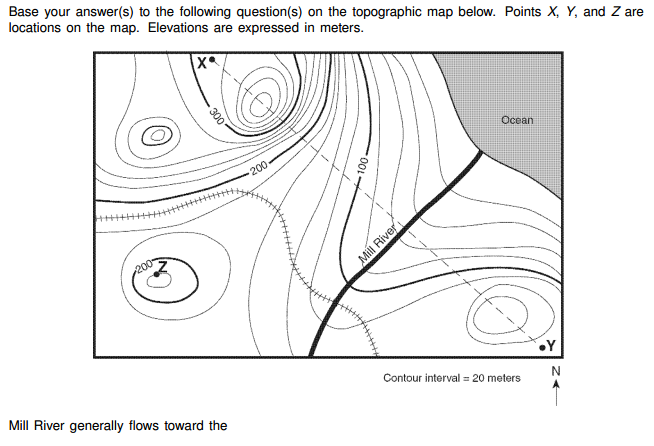 Base your answer(s) to the following question(s) on the topographic map below. Points X, Y, and Z are
locations on the map. Elevations are expressed in meters.
X
300
Ocean
200
100
Mill River
200
Z
Y
Contour interval = 20 meters
N
Mill River generally flows toward the